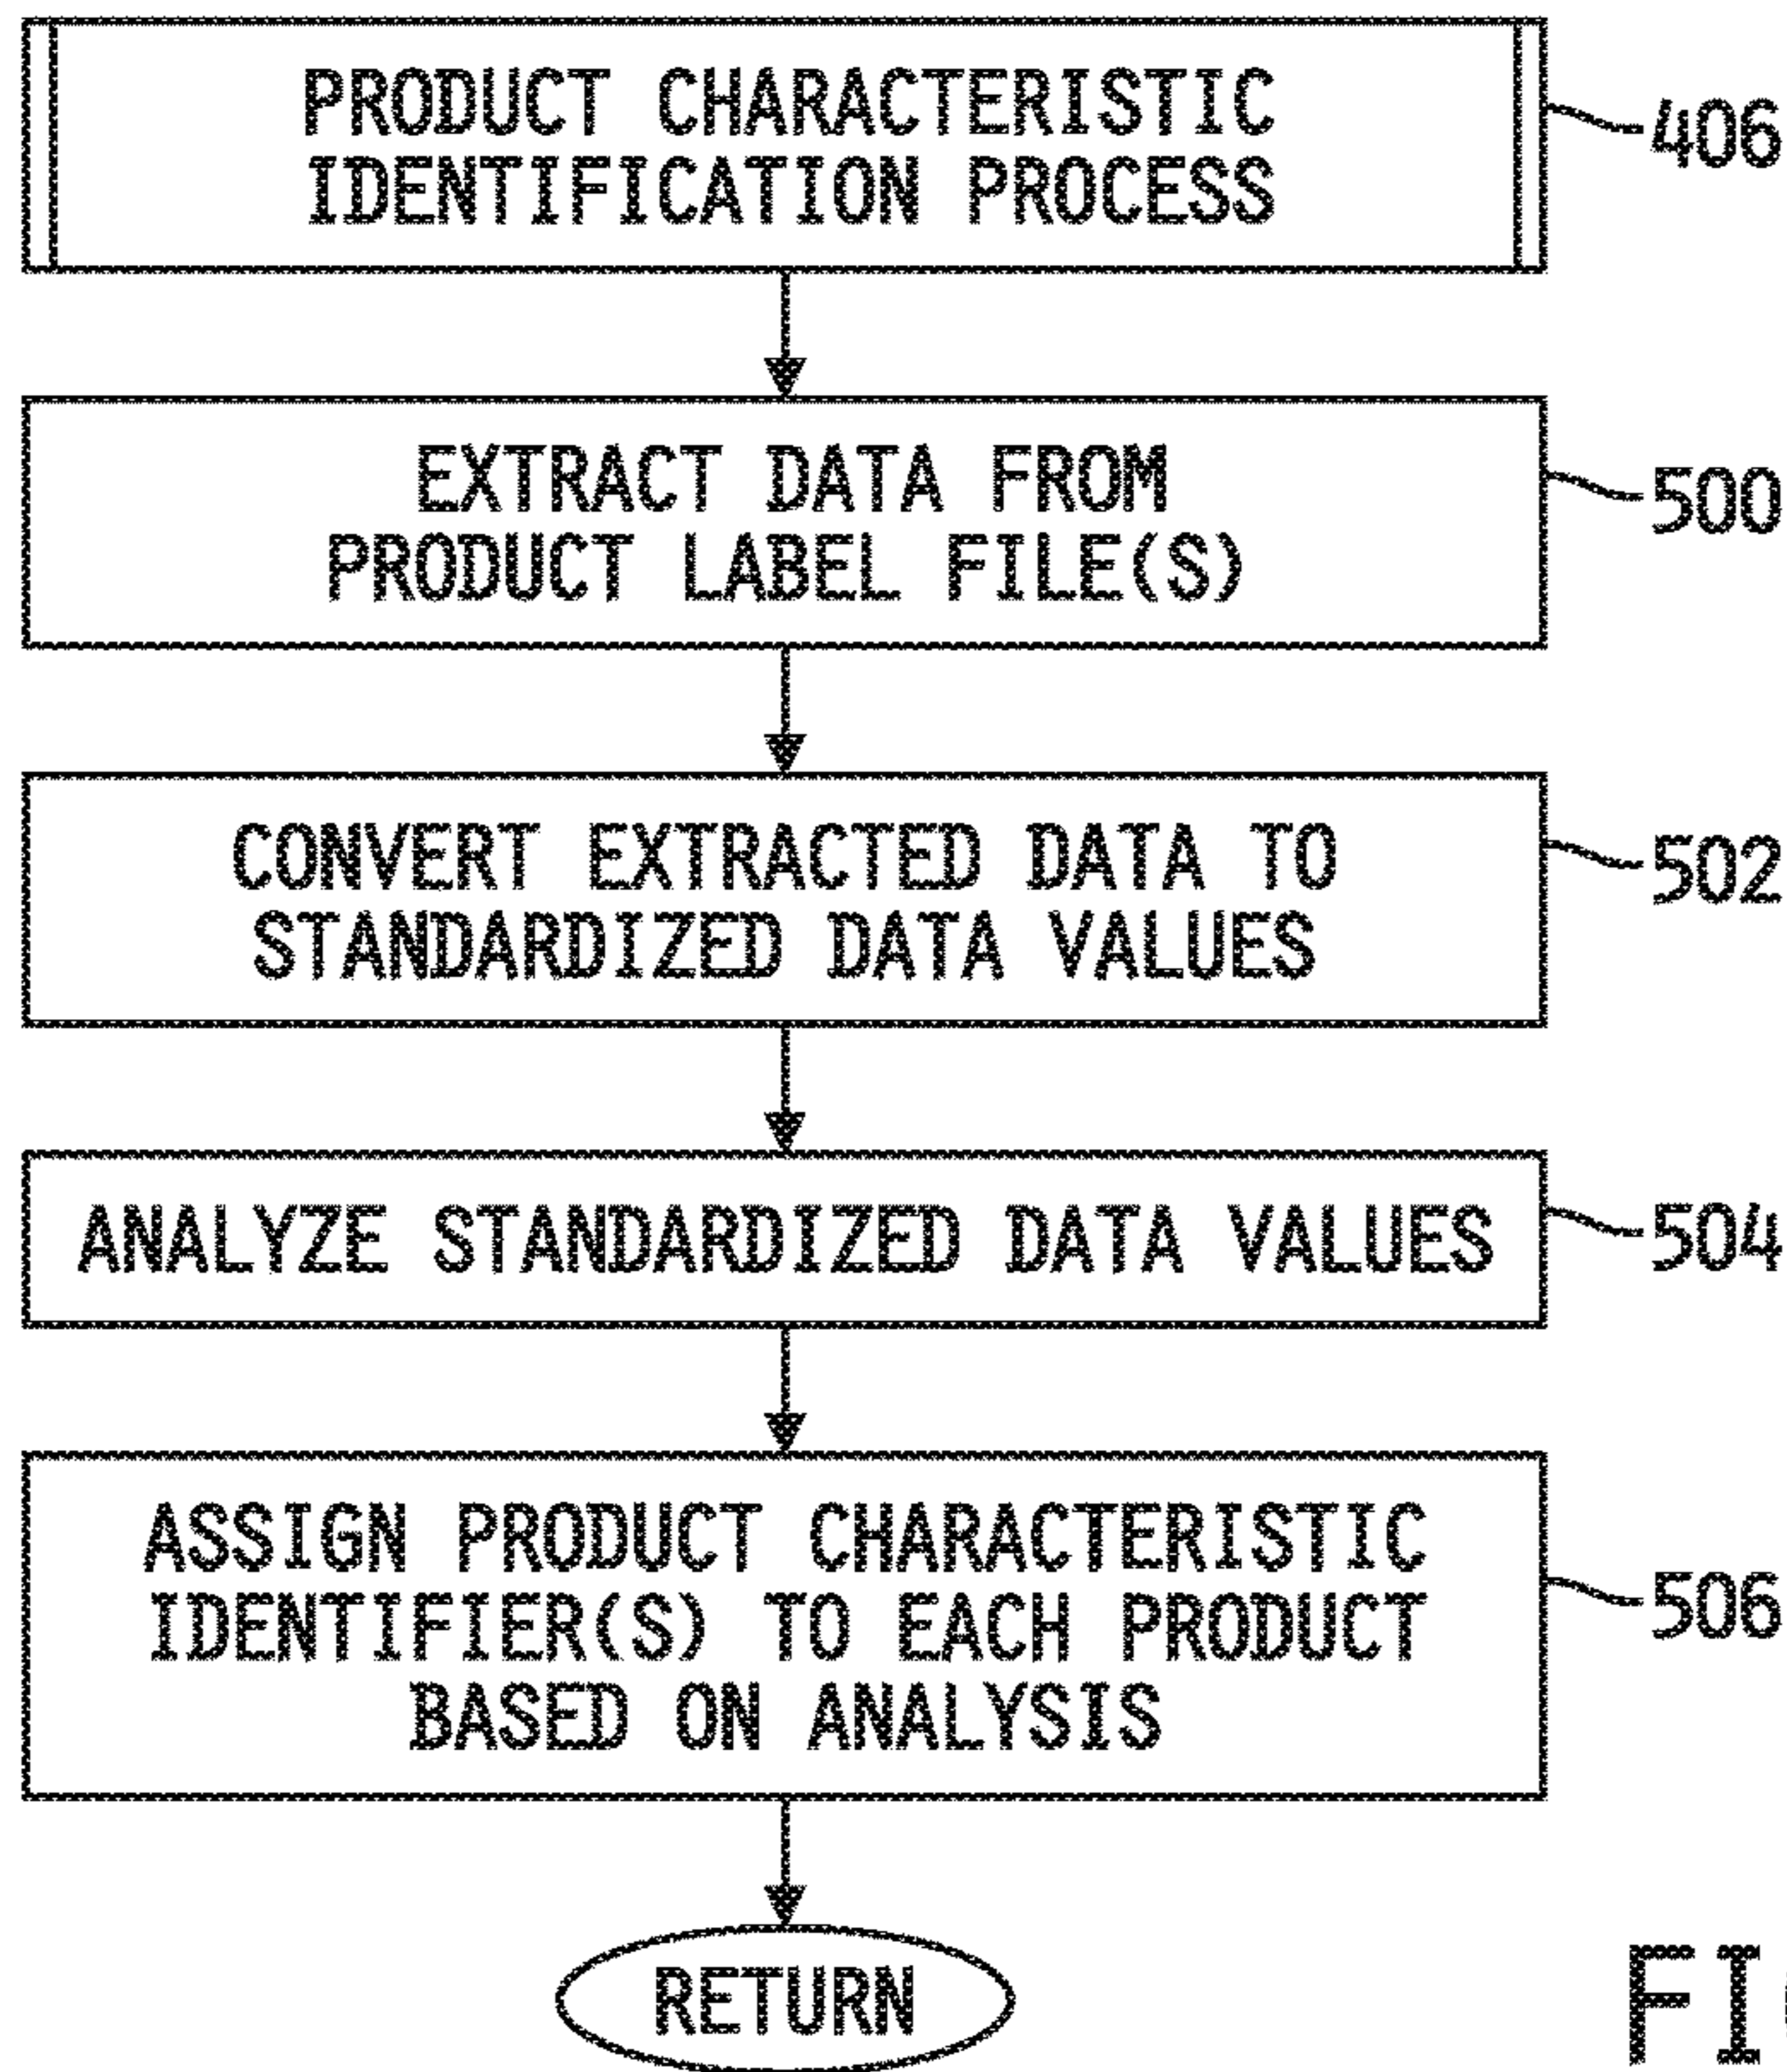 PRODUCT CHARACTERISTIC
IDENTIFICATION PROCESS
406
EXTRACT DATA FROM
PRODUCT LABEL FILE(S)
500
CONVERT EXTRACTED DATA TO
STANDARDIZED DATA VALUES
502
ANALYZE STANDARDIZED DATA VALUES
504
ASSIGN PRODUCT CHARACTERISTIC
IDENTIFIER(S) TO EACH PRODUCT
BASED ON ANALYSIS
506
RETURN